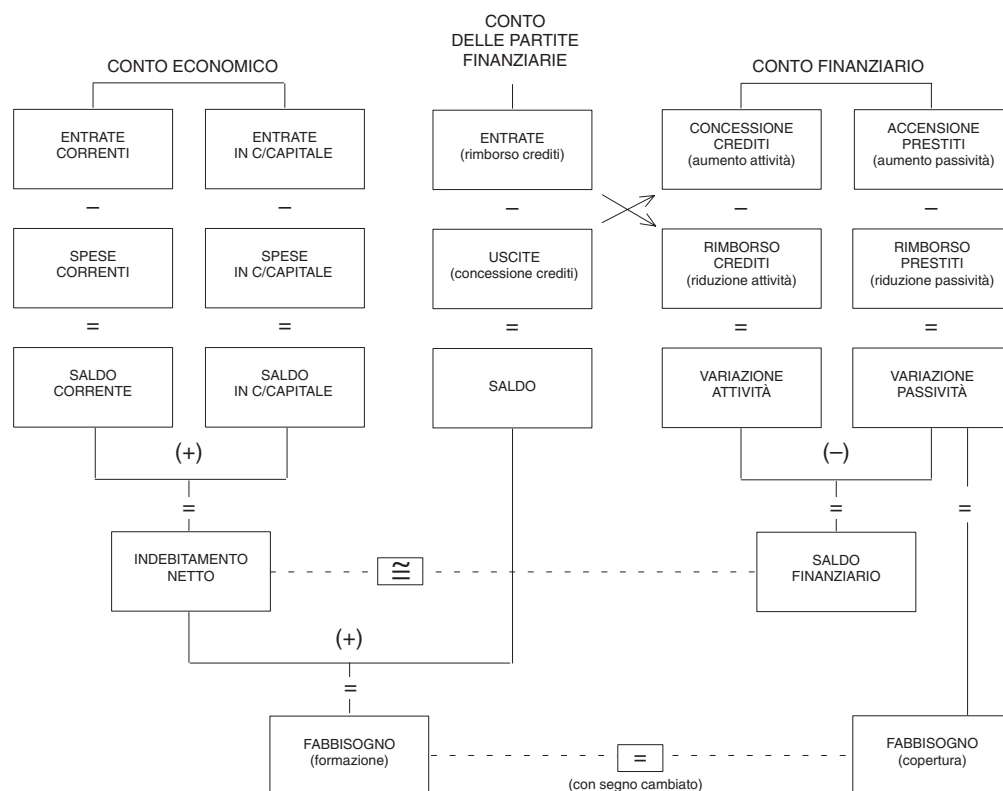 CONTO
DELLE PARTITE
FINANZIARIE
CONTO ECONOMICO
CONTO FINANZIARIO
ENTRATE
CORRENTI
ENTRATE
IN C/CAPITALE
ENTRATE
(rimborso crediti)
CONCESSIONE
CREDITI
(aumento attività)
ACCENSIONE
PRESTITI
(aumento passività)
–
–
–
–
–
SPESE
CORRENTI
SPESE
IN C/CAPITALE
USCITE
(concessione crediti)
RIMBORSO
CREDITI
(riduzione attività)
RIMBORSO
PRESTITI
(riduzione passività)
=
=
=
=
=
SALDO
CORRENTE
SALDO
IN C/CAPITALE
SALDO
VARIAZIONE
ATTIVITÀ
VARIAZIONE
PASSIVITÀ
(+)
(–)
=
=
=
INDEBITAMENTO
NETTO
≅
SALDO
FINANZIARIO
(+)
=
FABBISOGNO
(formazione)
=
(con segno cambiato)
FABBISOGNO
(copertura)